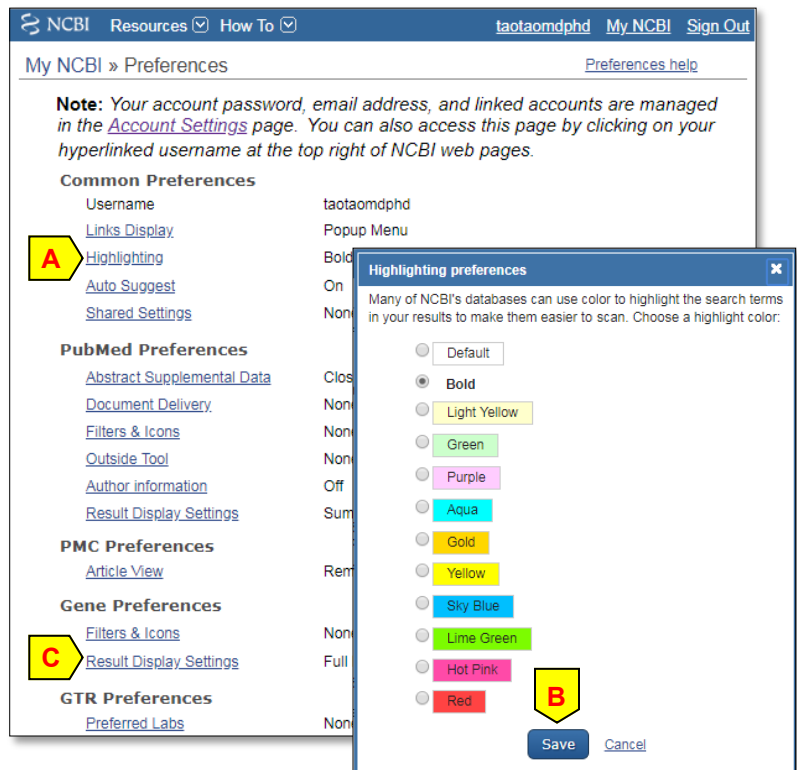 NCBI Resources How To taotaomdphd My NCBI Sign Out
My NCBI » Preferences Preferences help
Note: Your account password, email address, and linked accounts are managed
in the Account Settings page. You can also access this page by clicking on your
hyperlinked username at the top right of NCBI web pages.
Common Preferences
Username taotaomdphd
Links Display Popup Menu
A Highlighting Bold
Auto Suggest On
Shared Settings
PubMed Preferences
Abstract Supplemental Data
Document Delivery
Filters & Icons
Outside Tool
Author information Off
Result Display Settings
PMC Preferences
Article View
Gene Preferences
Filters & Icons
C Result Display Settings Full
GTR Preferences
Preferred Labs
Highlighting preferences
Many of NCBI's databases can use color to highlight the search terms
in your results to make them easier to scan. Choose a highlight color:
Default
Bold
Light Yellow
Green
Purple
Aqua
Gold
Yellow
Sky Blue
Lime Green
Hot Pink
Red
B
Save Cancel